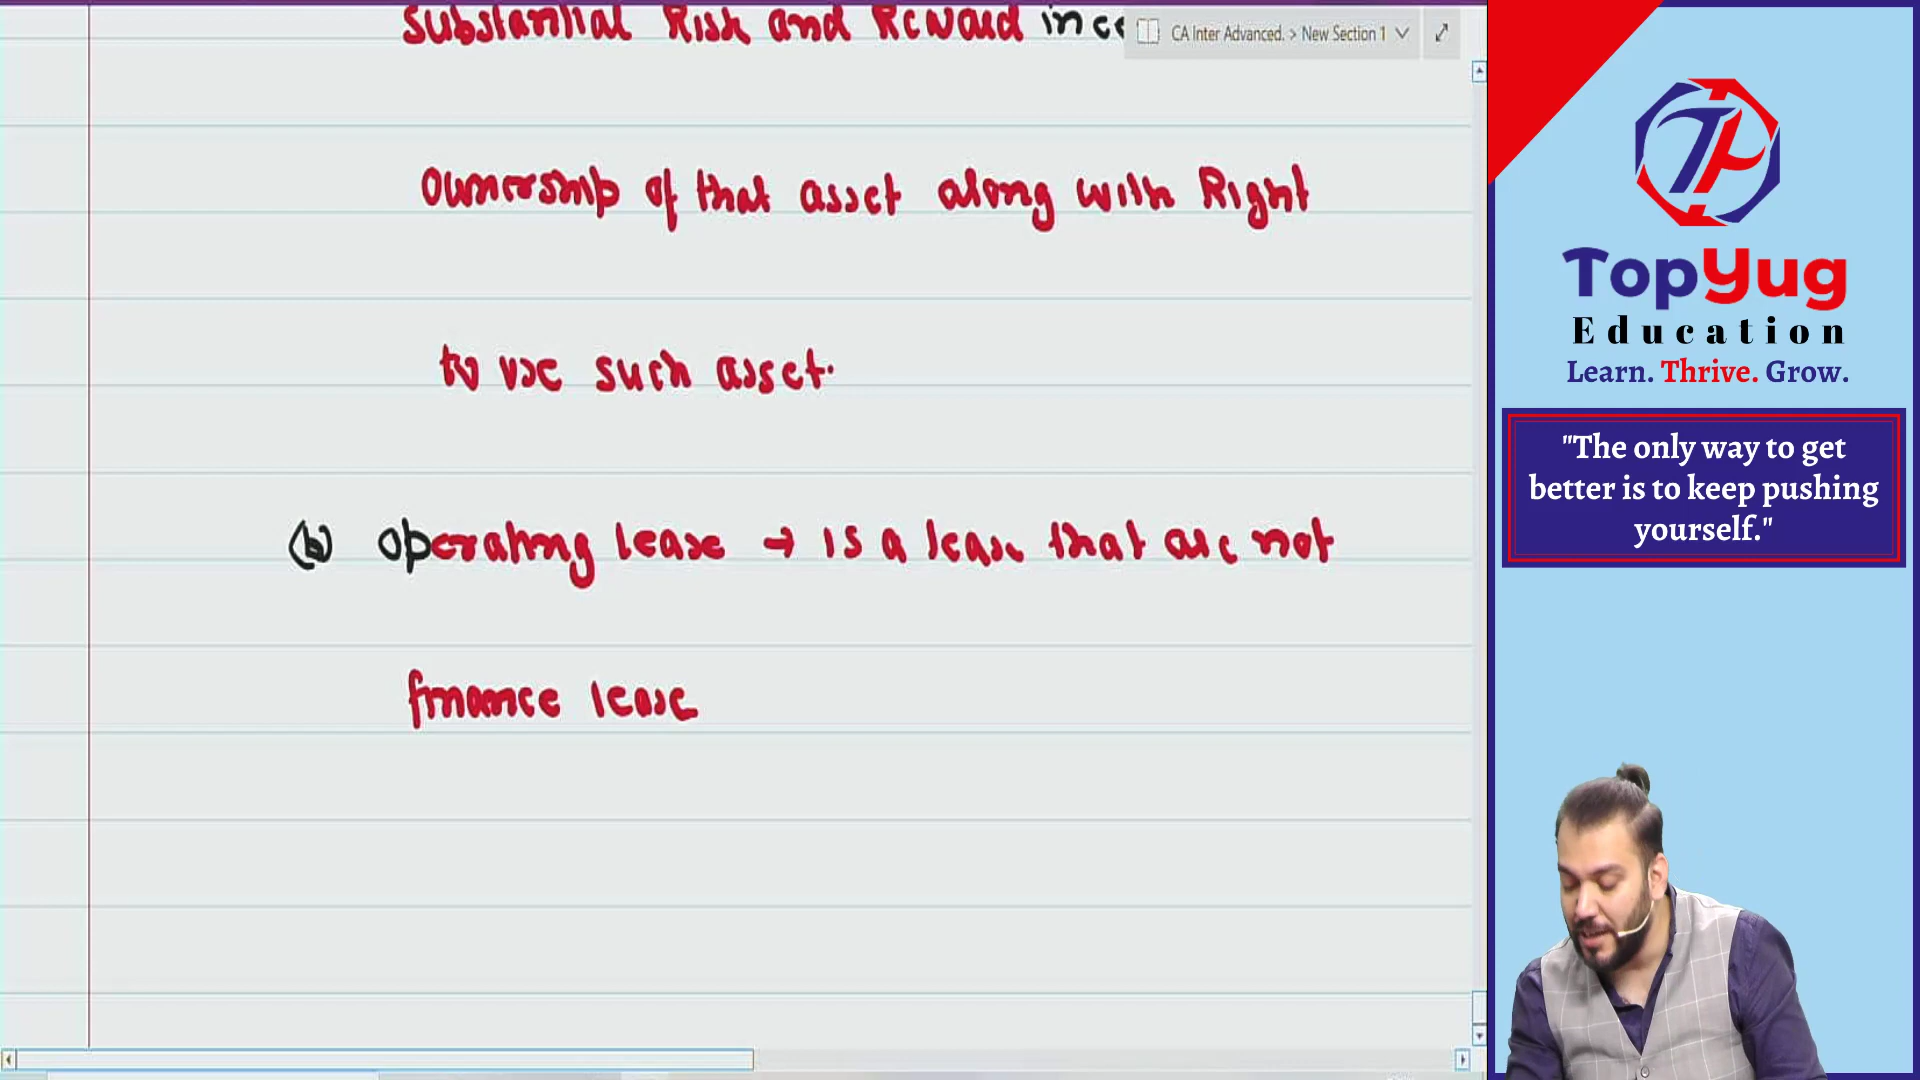 Substantial Risk and Reward
CA Inter Advanced. > New Section 1
ownership of that asset along with Right
to use such asset.
(b) operating lease → is a lease that are not
finance lease
TopYug
Education
Learn. Thrive. Grow.
"The only way to get
better is to keep pushing
yourself."